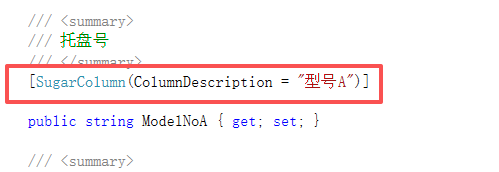 /// <summary>
/// 托盘号
/// </summary>
[SugarColumn(ColumnDescription = "型号A")]
public string ModelNoA { get; set; }
/// <summary>